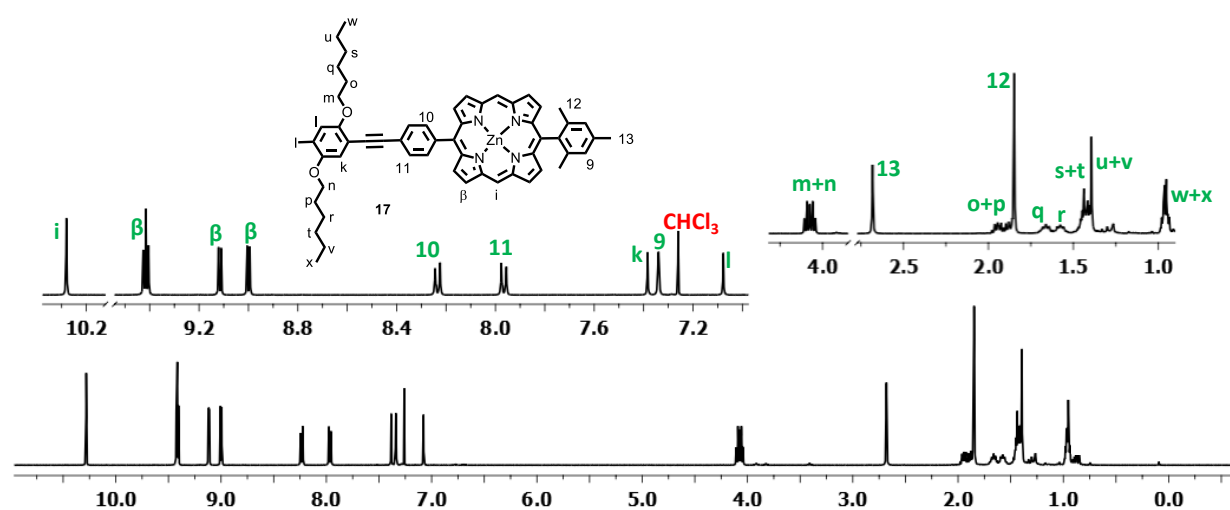 w
u
s
q
o
m
O
l
I
k
O
n
p
r
t
v
x
10
11
N
N
N
N
Zn
β
i
12
13
9
17
i
β
β
β
10
11
k
9
CHCl3
l
10.2
9.2
8.8
8.4
8.0
7.6
7.2
m+n
13
o+p
12
q
r
s+t
u+v
w+x
4.0
2.5
2.0
1.5
1.0
10.0
9.0
8.0
7.0
6.0
5.0
4.0
3.0
2.0
1.0
0.0